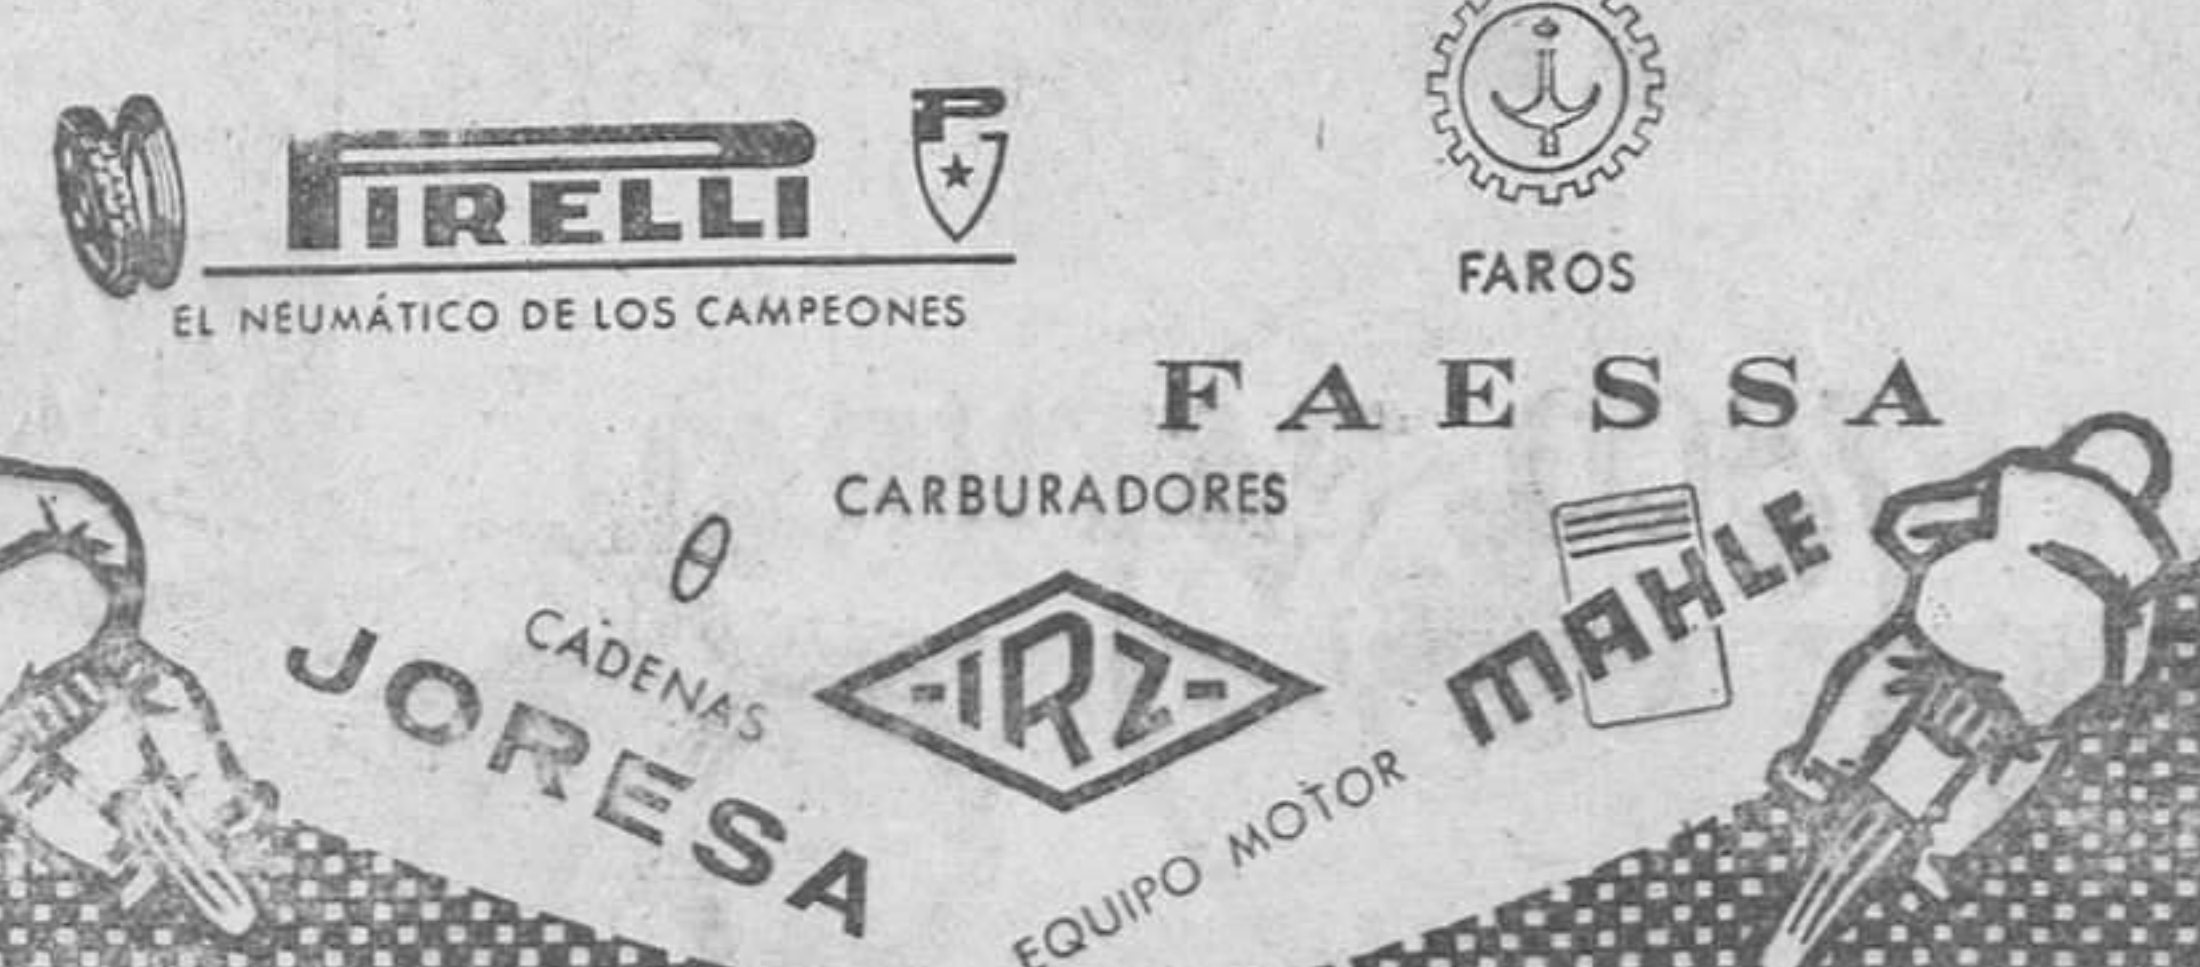 PIRELLI
P
EL NEUMÁTICO DE LOS CAMPEONES
FAROS
FAESSA
CARBURADORES
-IRZ-
CADENAS
JORESA
EQUIPO MOTOR
MAHLE